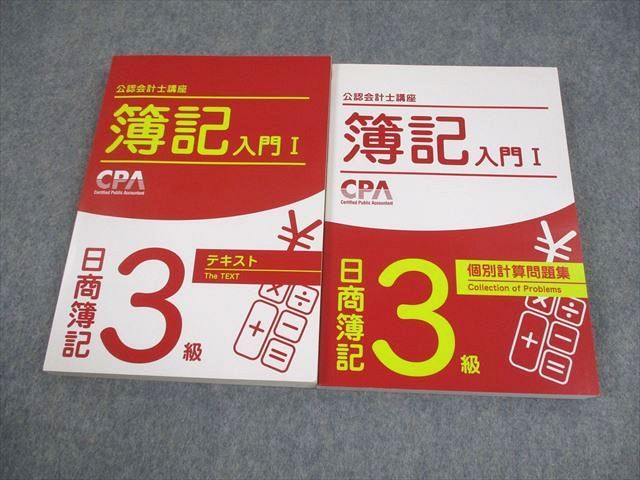 公認会計士講座
簿記入門 I
CPA
Certified Public Accountant
テキスト
The TEXT
日商簿記
3級
公認会計士講座
簿記入門 I
CPA
Certified Public Accountant
個別計算問題集
Collection of Problems
日商簿記
3級